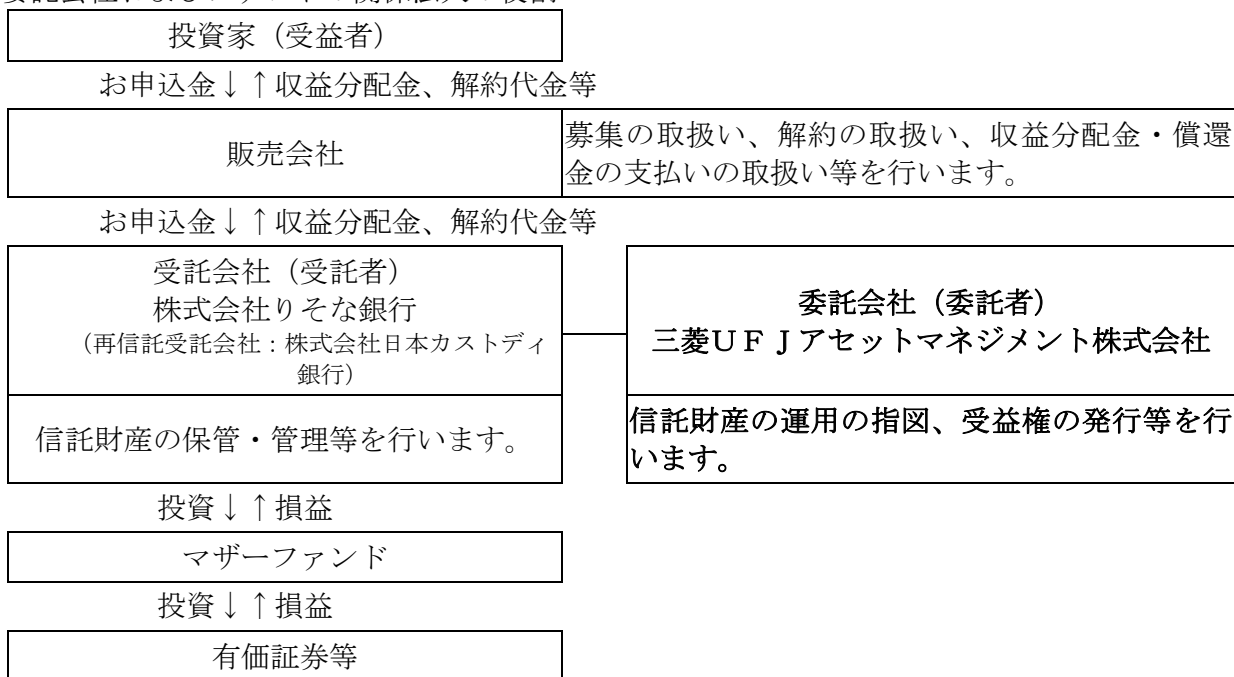 投資家（受益者）
お申込金↓↑収益分配金、解約代金等
販売会社
募集の取扱い、解約の取扱い、収益分配金・償還
金の支払いの取扱い等を行います。
お申込金↓↑収益分配金、解約代金等
受託会社（受託者）
株式会社りそな銀行
（再信託受託会社：株式会社日本カストディ
銀行）
委託会社（委託者）
三菱ＵＦＪアセットマネジメント株式会社
信託財産の保管・管理等を行います。
信託財産の運用の指図、受益権の発行等を行
います。
投資↓↑損益
マザーファンド
投資↓↑損益
有価証券等